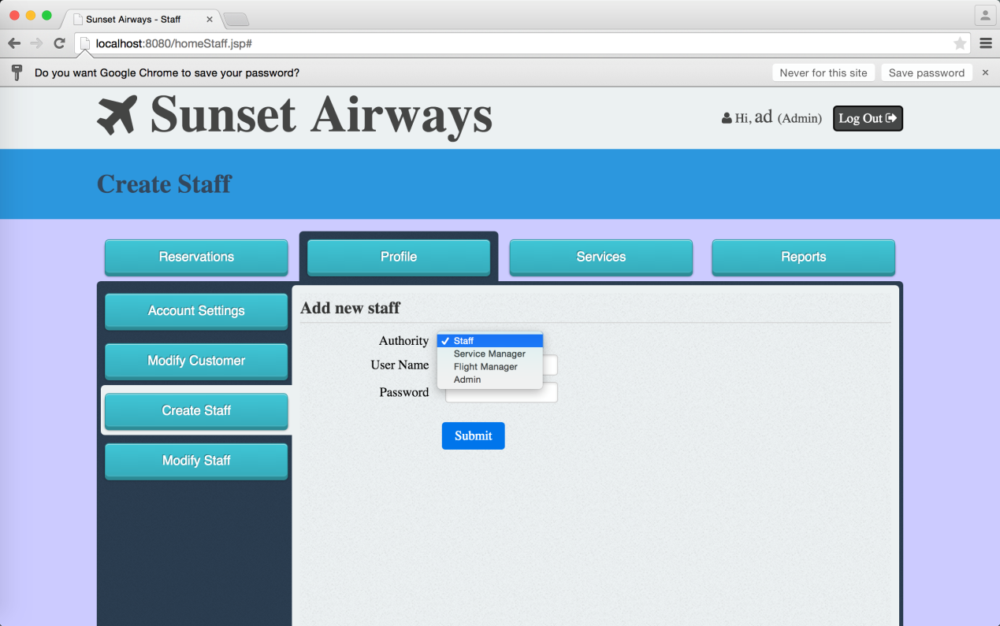 Sunset Airways - Staff
localhost:8080/homeStaff.jsp#
Do you want Google Chrome to save your password?
Never for this site
Save password
Sunset Airways
Hi, ad (Admin)
Log Out
Create Staff
Reservations
Profile
Services
Reports
Account Settings
Modify Customer
Create Staff
Modify Staff
Add new staff
Authority
Staff
Service Manager
Flight Manager
Admin
User Name
Password
Submit